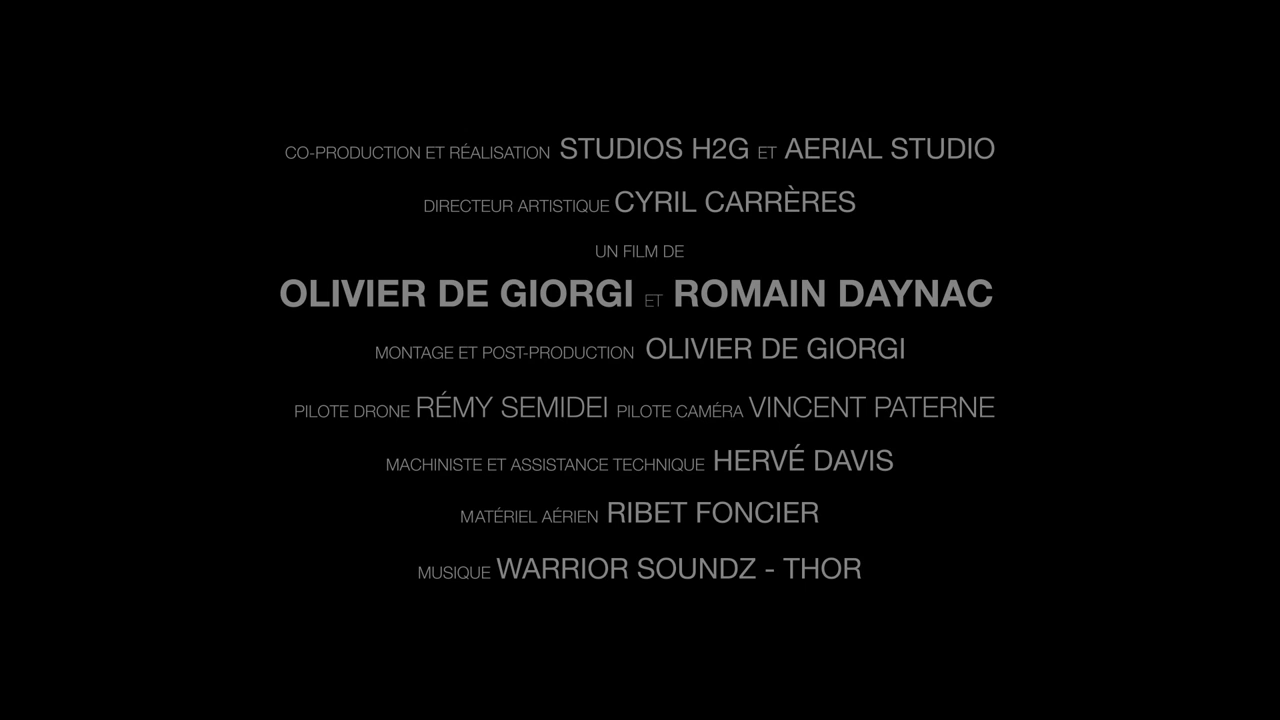 CO-PRODUCTION ET RÉALISATION STUDIOS H2G ET AERIAL STUDIO
DIRECTEUR ARTISTIQUE CYRIL CARRÈRES
UN FILM DE
OLIVIER DE GIORGI ET ROMAIN DAYNAC
MONTAGE ET POST-PRODUCTION OLIVIER DE GIORGI
PILOTE DRONE RÉMY SEMIDEI PILOTE CAMÉRA VINCENT PATERNE
MACHINISTE ET ASSISTANCE TECHNIQUE HERVÉ DAVIS
MATÉRIEL AÉRIEN RIBET FONCIER
MUSIQUE WARRIOR SOUNDZ - THOR